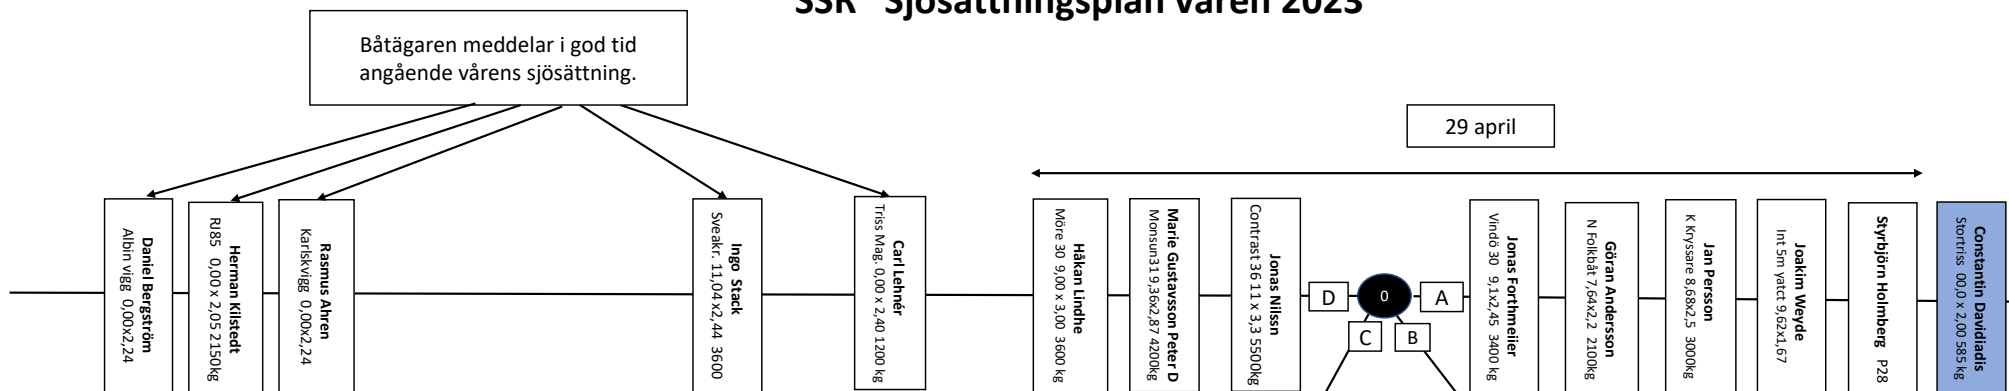 SSR Sjösättningsplan våren 2023
Båtägaren meddelar i god tid
angående vårens sjösättning.
29 april
Daniel Bergström
Albin vigg 0,00x2,24
Herman Kilstedt
RJ85 0,00 x 2,05 2150kg
Rasmus Ahren
Karlskvigg 0,00x2,24
Ingo Stack
Sveakr. 11,04 x2,44 3600
Carl Lehnér
Triss Mag. 0,00 x 2,40 1200 kg
Håkan Lindhe
Möre 30 9,00 x 3,00 3600 kg
Marie Gustavsson Peter D
Monsun31 9,36x2,87 4200kg
Jonas Nilssn
Contrast 36 11 x 3,3 5500kg
D
0
A
C
B
Jonas Forthmeiier
Vindö 30 9,1x2,45 3400 kg
Göran Andersson
N Folkbåt 7,64x2,2 2100kg
Jan Persson
K Kryssare 8,68x2,5 3000kg
Joakim Weyde
Int 5m yatct 9,62x1,67
Styrbjörn Holmberg P28
Constantin Davidiadis
Stortriss 00,0 x 2,00 585 kg